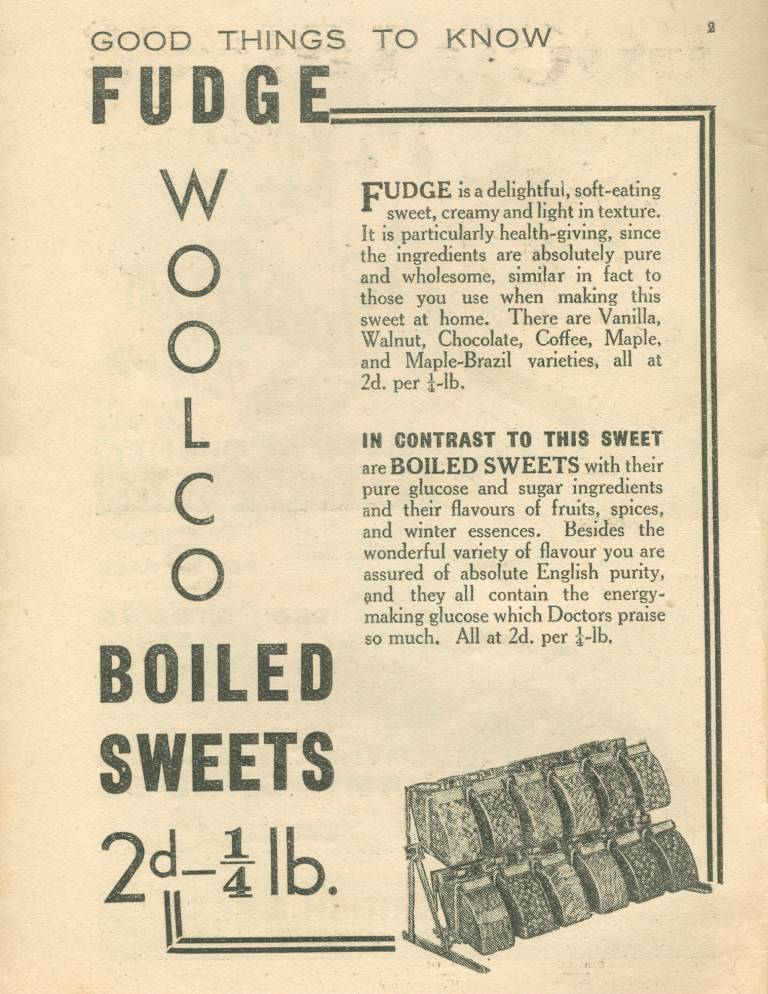 2
GOOD THINGS TO KNOW
FUDGE
W
O
O
L
C
O
BOILED
SWEETS
2d–¼ lb.
FUDGE is a delightful, soft-eating
sweet, creamy and light in texture.
It is particularly health-giving, since
the ingredients are absolutely pure
and wholesome, similar in fact to
those you use when making this
sweet at home. There are Vanilla,
Walnut, Chocolate, Coffee, Maple,
and Maple-Brazil varieties, all at
2d. per ¼-lb.
IN CONTRAST TO THIS SWEET
are BOILED SWEETS with their
pure glucose and sugar ingredients
and their flavours of fruits, spices,
and winter essences. Besides the
wonderful variety of flavour you are
assured of absolute English purity,
and they all contain the energy-
making glucose which Doctors praise
so much. All at 2d. per ¼-lb.